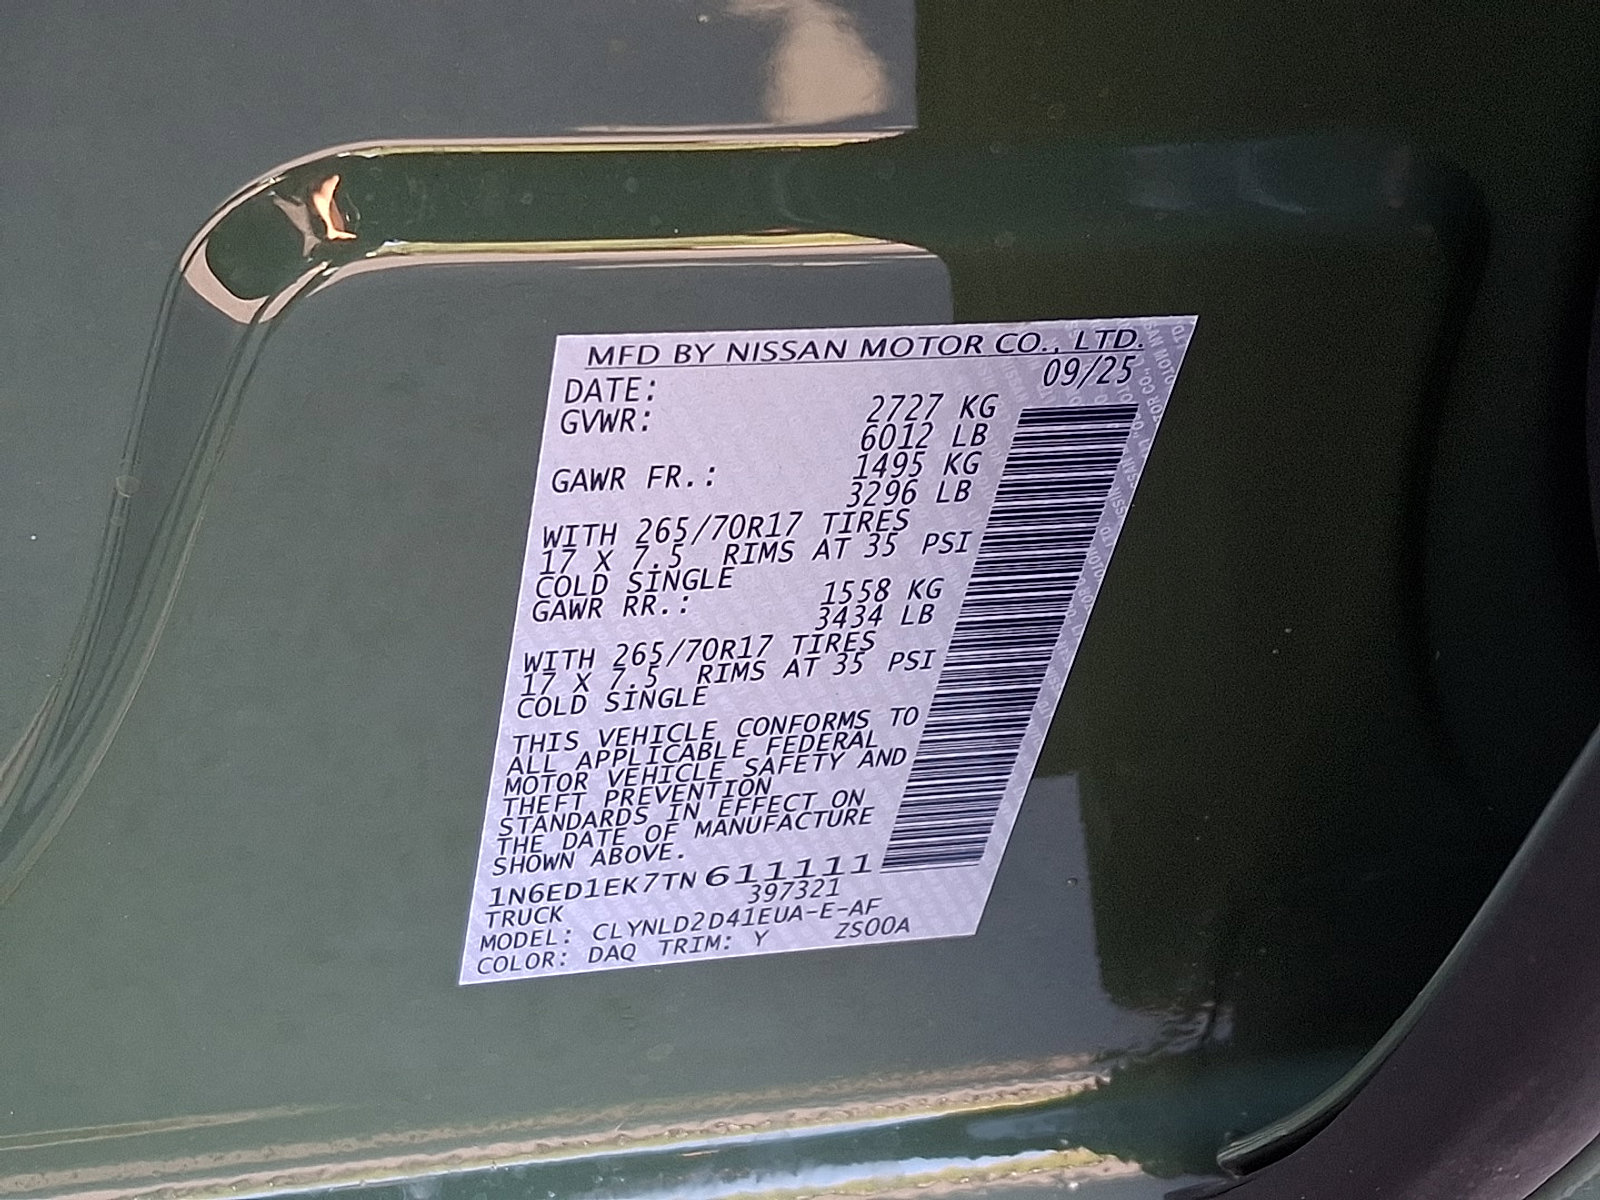 MFD BY NISSAN MOTOR CO., LTD.
DATE: 09/25
GVWR: 2727 KG
6012 LB
GAWR FR.: 1495 KG
3296 LB
WITH 265/70R17 TIRES
17 X 7.5 RIMS AT 35 PSI
COLD SINGLE
GAWR RR.: 1558 KG
3434 LB
WITH 265/70R17 TIRES
17 X 7.5 RIMS AT 35 PSI
COLD SINGLE
THIS VEHICLE CONFORMS TO
ALL APPLICABLE FEDERAL
MOTOR VEHICLE SAFETY AND
THEFT PREVENTION
STANDARDS IN EFFECT ON
THE DATE OF MANUFACTURE
SHOWN ABOVE.
1N6ED1EK7TN611111
TRUCK 397321
MODEL: CLYNLD2D41EUA-E-AF
COLOR: DAQ TRIM: Y ZS00A